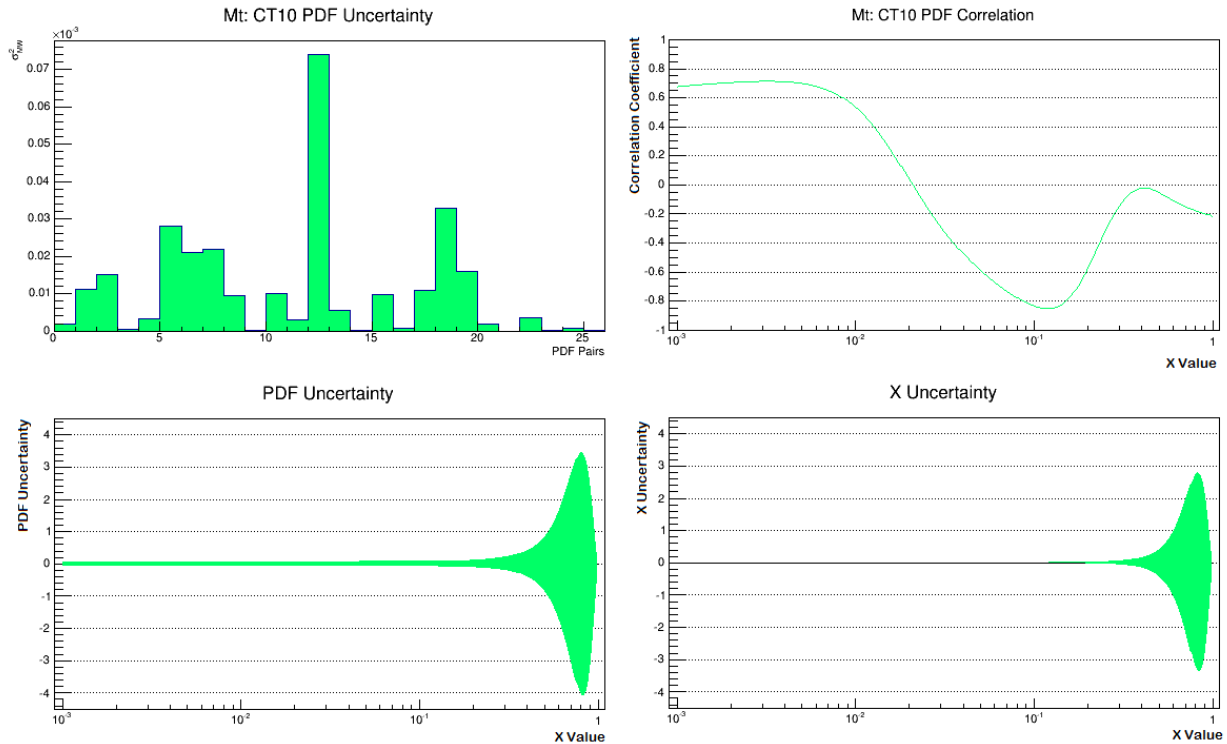 Mt: CT10 PDF Uncertainty
×10⁻³
σ²MW
0.07
0.06
0.05
0.04
0.03
0.02
0.01
0
0 5 10 15 20 25
PDF Pairs
Mt: CT10 PDF Correlation
Correlation Coefficient
1
0.8
0.6
0.4
0.2
0
-0.2
-0.4
-0.6
-0.8
-1
10⁻³ 10⁻² 10⁻¹ 1
X Value
PDF Uncertainty
PDF Uncertainty
4
3
2
1
0
-1
-2
-3
-4
10⁻³ 10⁻² 10⁻¹ 1
X Value
X Uncertainty
X Uncertainty
4
3
2
1
0
-1
-2
-3
-4
10⁻³ 10⁻² 10⁻¹ 1
X Value